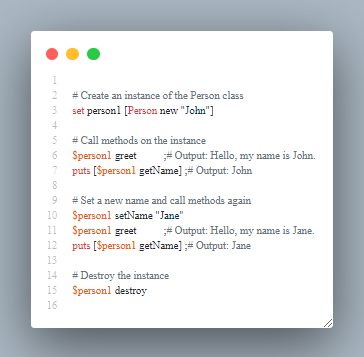 1
2 # Create an instance of the Person class
3 set person1 [Person new "John"]
4
5 # Call methods on the instance
6 $person1 greet ;# Output: Hello, my name is John.
7 puts [$person1 getName] ;# Output: John
8
9 # Set a new name and call methods again
10 $person1 setName "Jane"
11 $person1 greet ;# Output: Hello, my name is Jane.
12 puts [$person1 getName] ;# Output: Jane
13
14 # Destroy the instance
15 $person1 destroy
16